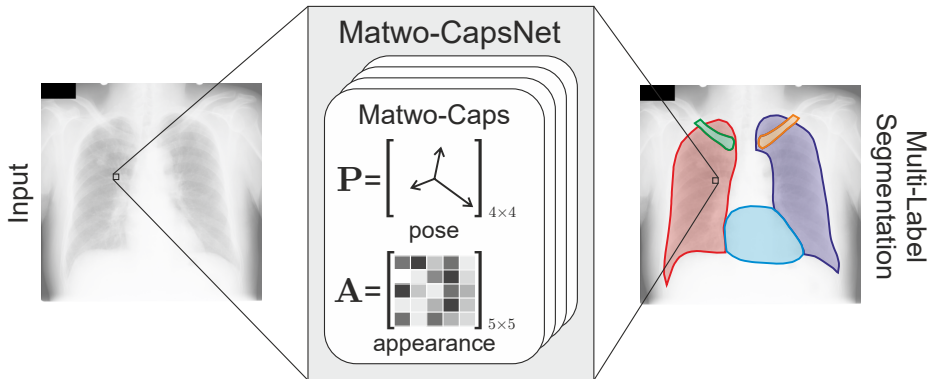 Input
Matwo-CapsNet
Matwo-Caps
P=
4×4
pose
A=
5×5
appearance
Multi-Label
Segmentation